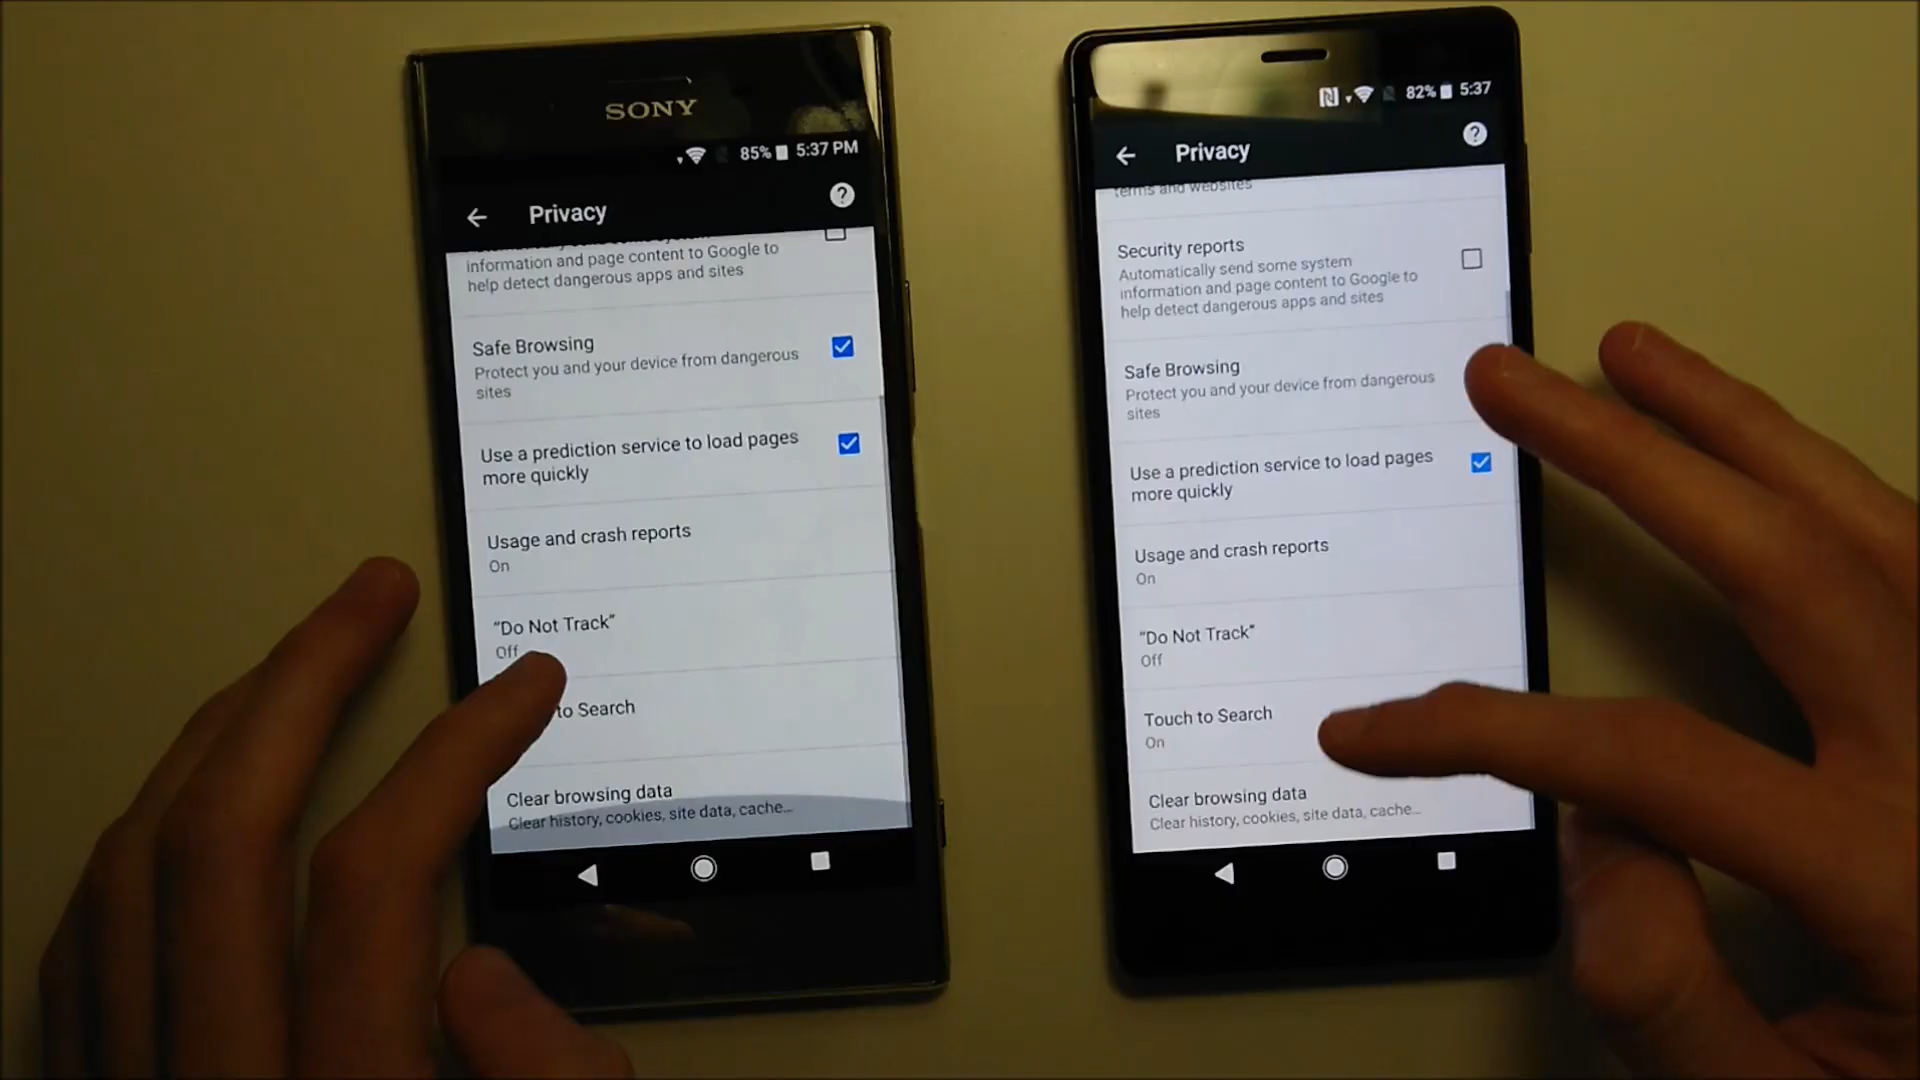 SONY
85% 5:37 PM
Privacy
?
information and page content to Google to
help detect dangerous apps and sites
Safe Browsing
Protect you and your device from dangerous
sites
Use a prediction service to load pages
more quickly
Usage and crash reports
On
“Do Not Track”
Off
to Search
Clear browsing data
Clear history, cookies, site data, cache...
82% 5:37
Privacy
?
terms and websites
Security reports
Automatically send some system
information and page content to Google to
help detect dangerous apps and sites
Safe Browsing
Protect you and your device from dangerous
sites
Use a prediction service to load pages
more quickly
Usage and crash reports
On
“Do Not Track”
Off
Touch to Search
On
Clear browsing data
Clear history, cookies, site data, cache...